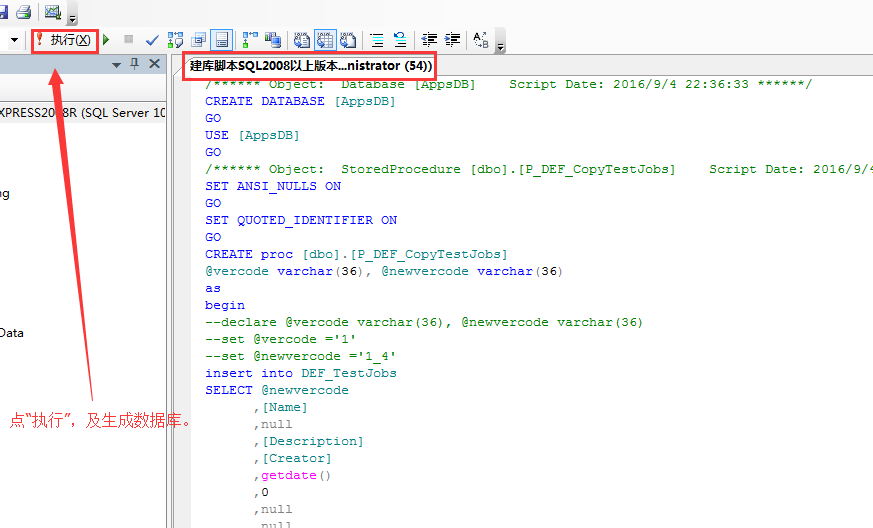 执行(X)
建库脚本SQL2008以上版本...nistrator (54))
XPRESS2008R (SQL Server 10
ng
Data
点“执行”，及生成数据库。
/****** Object:  Database [AppsDB]    Script Date: 2016/9/4 22:36:33 ******/
CREATE DATABASE [AppsDB]
GO
USE [AppsDB]
GO
/****** Object:  StoredProcedure [dbo].[P_DEF_CopyTestJobs]    Script Date: 2016/9/4
SET ANSI_NULLS ON
GO
SET QUOTED_IDENTIFIER ON
GO
CREATE proc [dbo].[P_DEF_CopyTestJobs]
@vercode varchar(36), @newvercode varchar(36)
as
begin
--declare @vercode varchar(36), @newvercode varchar(36)
--set @vercode ='1'
--set @newvercode ='1_4'
insert into DEF_TestJobs
SELECT @newvercode
,[Name]
,null
,[Description]
,[Creator]
,getdate()
,0
,null
,null